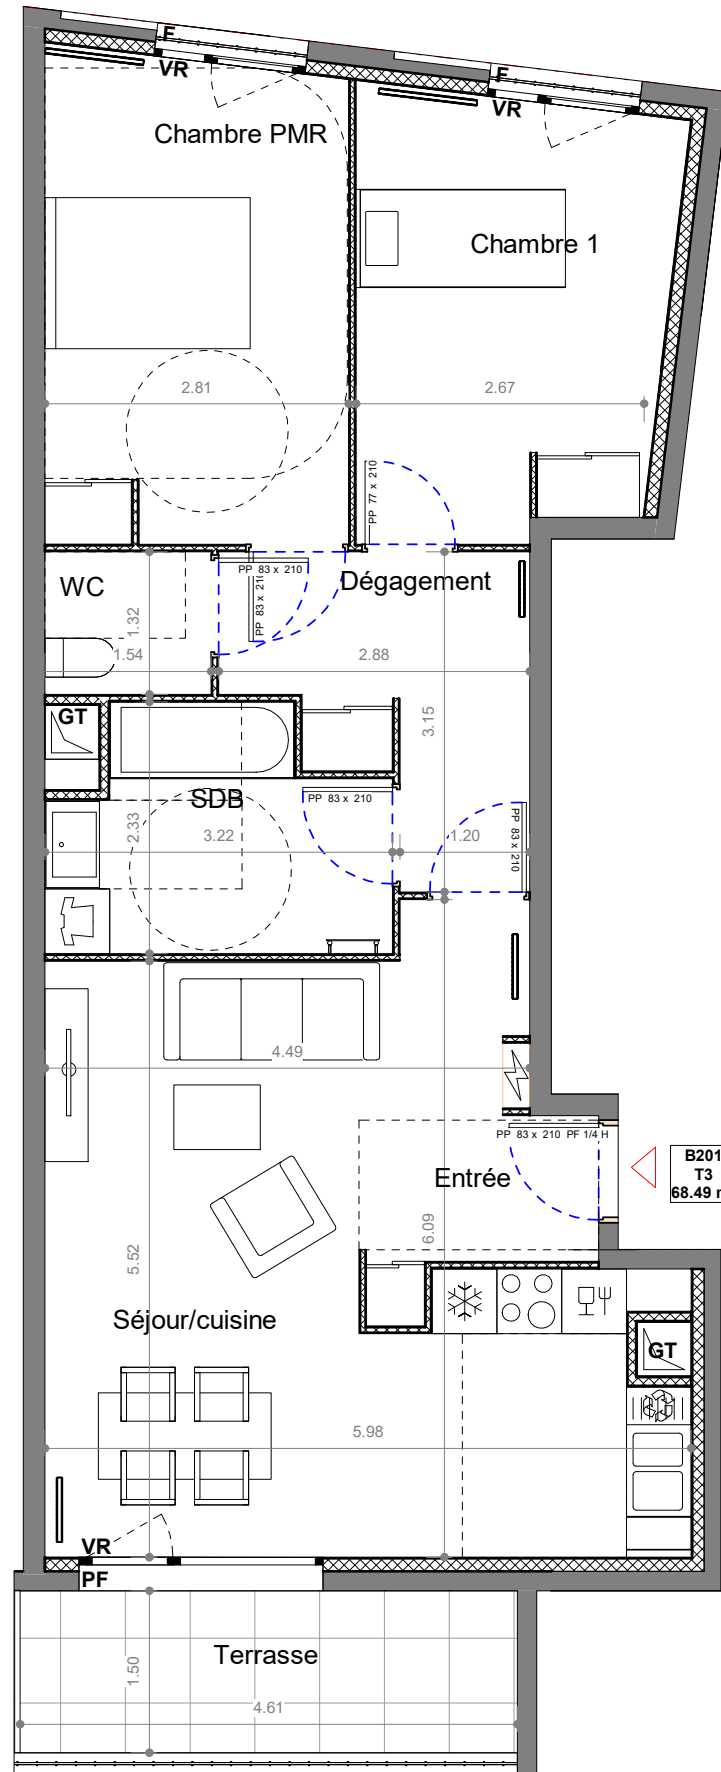 F
VR
F
VR
Chambre PMR
Chambre 1
2.81
2.67
PP 77 x 210
WC
PP 83 x 210
PP 83 x 210
Dégagement
1.32
1.54
2.88
GT
3.15
SDB
PP 83 x 210
2.33
3.22
1.20
PP 83 x 210
4.49
PP 83 x 210 PF 1/4 H
B201
T3
68.49
Entrée
5.52
6.09
Séjour/cuisine
GT
5.98
VR
PF
Terrasse
1.50
4.61